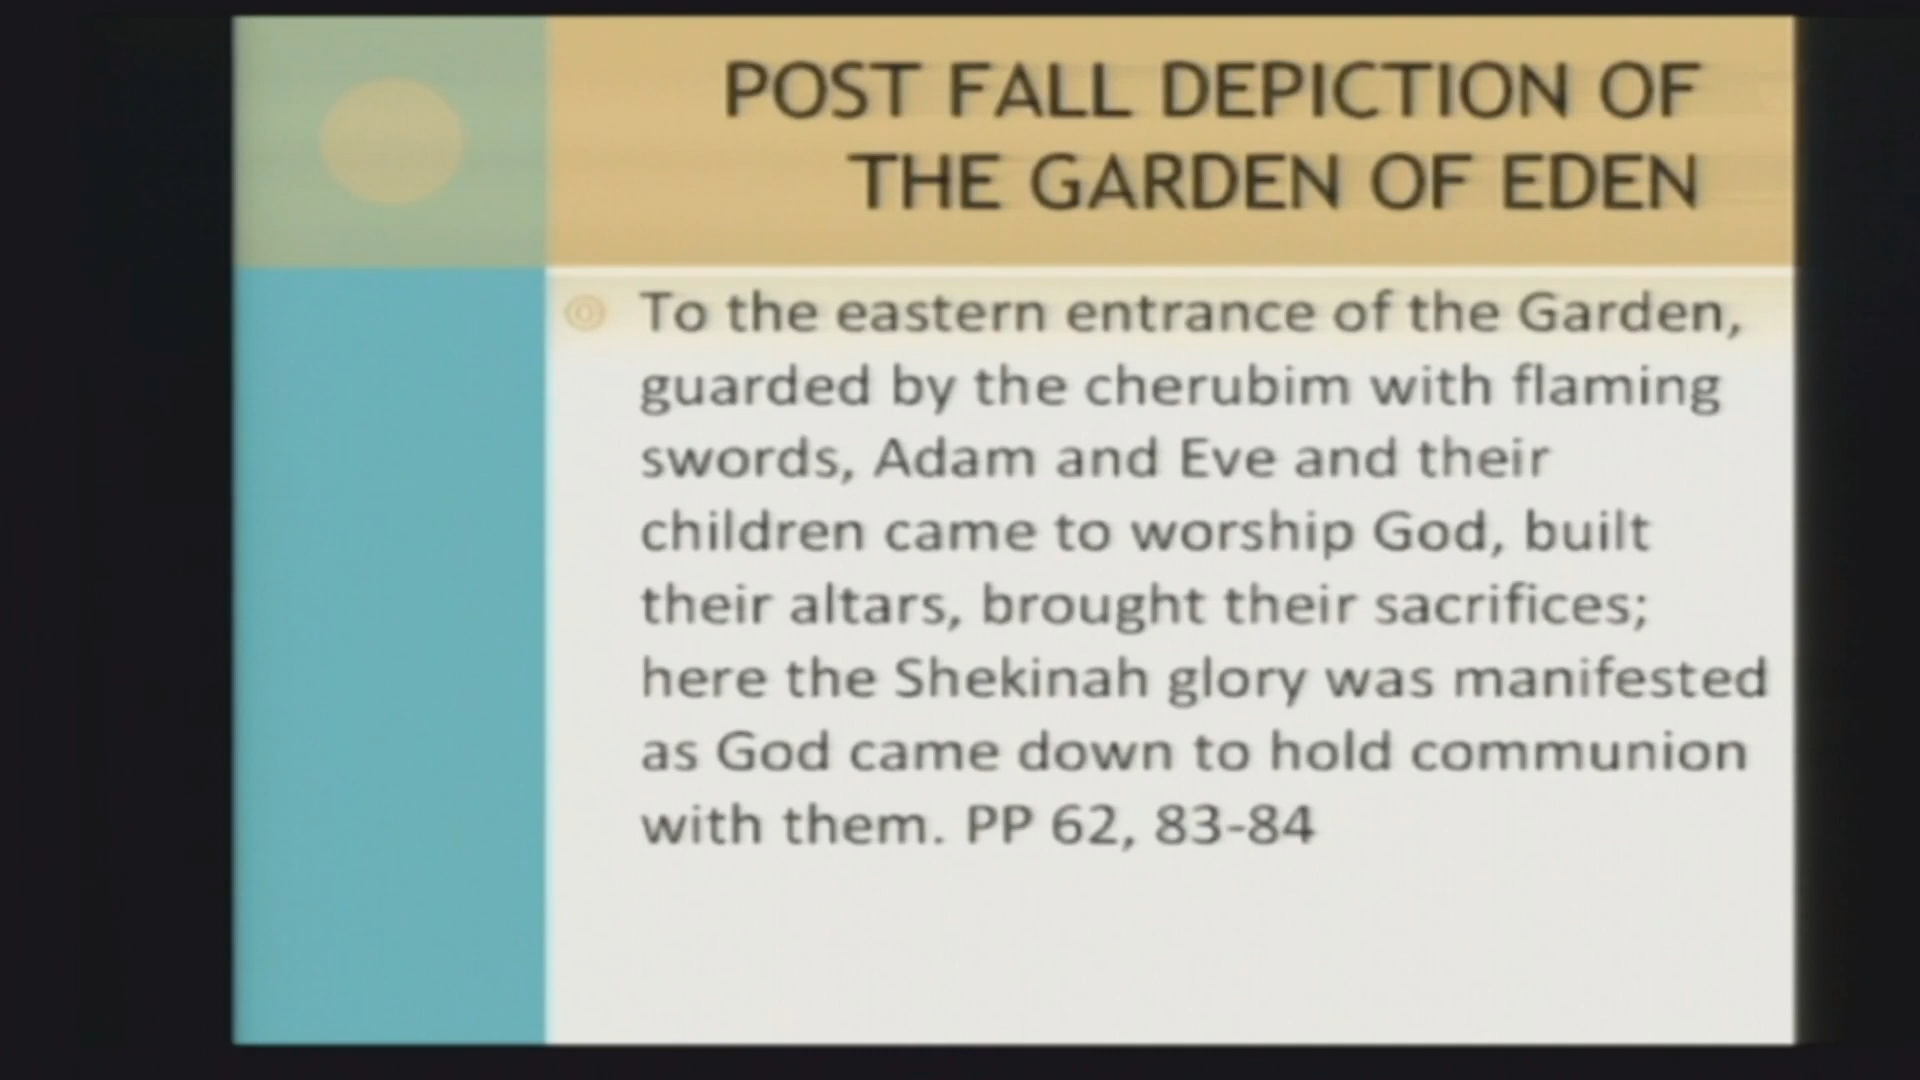 POST FALL DEPICTION OF
THE GARDEN OF EDEN
To the eastern entrance of the Garden,
guarded by the cherubim with flaming
swords, Adam and Eve and their
children came to worship God, built
their altars, brought their sacrifices;
here the Shekinah glory was manifested
as God came down to hold communion
with them. PP 62, 83-84